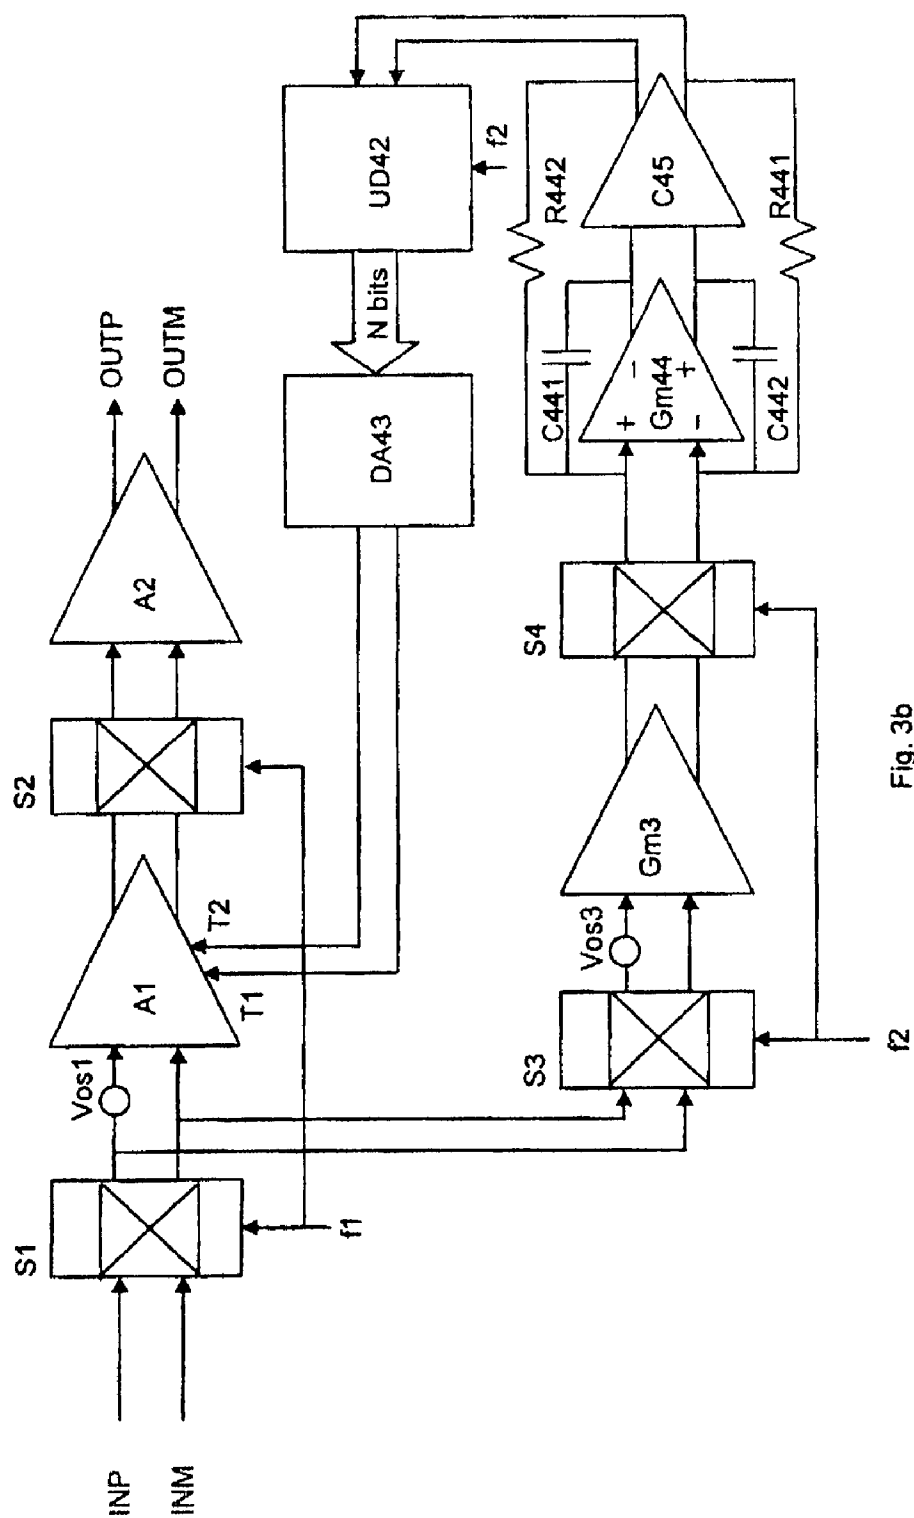 INP
INM
S1
f1
Vos1
A1
T1
T2
S2
A2
OUTP
OUTM
DA43
N bits
UD42
f2
S3
f2
Vos3
Gm3
S4
C441
+
−
Gm44
−
+
C442
R442
C45
R441
Fig. 3b